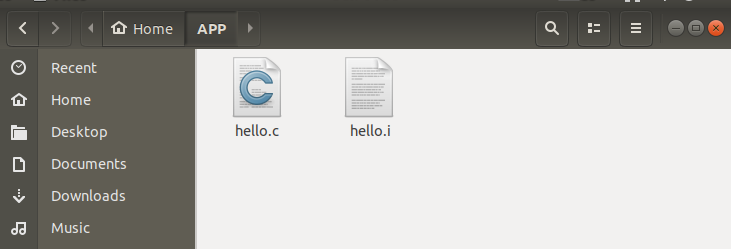 Home
APP
Recent
Home
Desktop
Documents
Downloads
Music
hello.c
hello.i